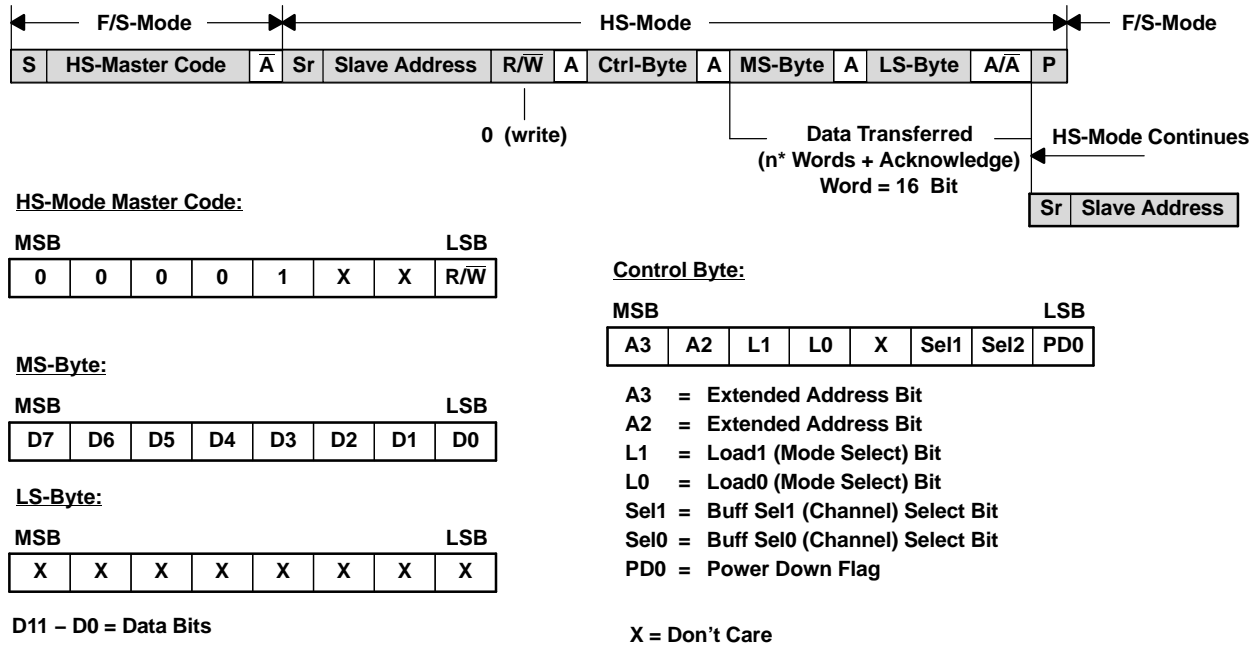 F/S-Mode HS-Mode F/S-Mode
S HS-Master Code A̅ Sr Slave Address R/W̅ A Ctrl-Byte A MS-Byte A LS-Byte A/A̅ P
0 (write)
Data Transferred
(n* Words + Acknowledge)
Word = 16 Bit
HS-Mode Continues
Sr Slave Address
HS-Mode Master Code:
MSB LSB
0 0 0 0 1 X X R/W̅
MS-Byte:
MSB LSB
D7 D6 D5 D4 D3 D2 D1 D0
LS-Byte:
MSB LSB
X X X X X X X X
D11 – D0 = Data Bits
Control Byte:
MSB LSB
A3 A2 L1 L0 X Sel1 Sel2 PD0
A3 = Extended Address Bit
A2 = Extended Address Bit
L1 = Load1 (Mode Select) Bit
L0 = Load0 (Mode Select) Bit
Sel1 = Buff Sel1 (Channel) Select Bit
Sel0 = Buff Sel0 (Channel) Select Bit
PD0 = Power Down Flag
X = Don't Care